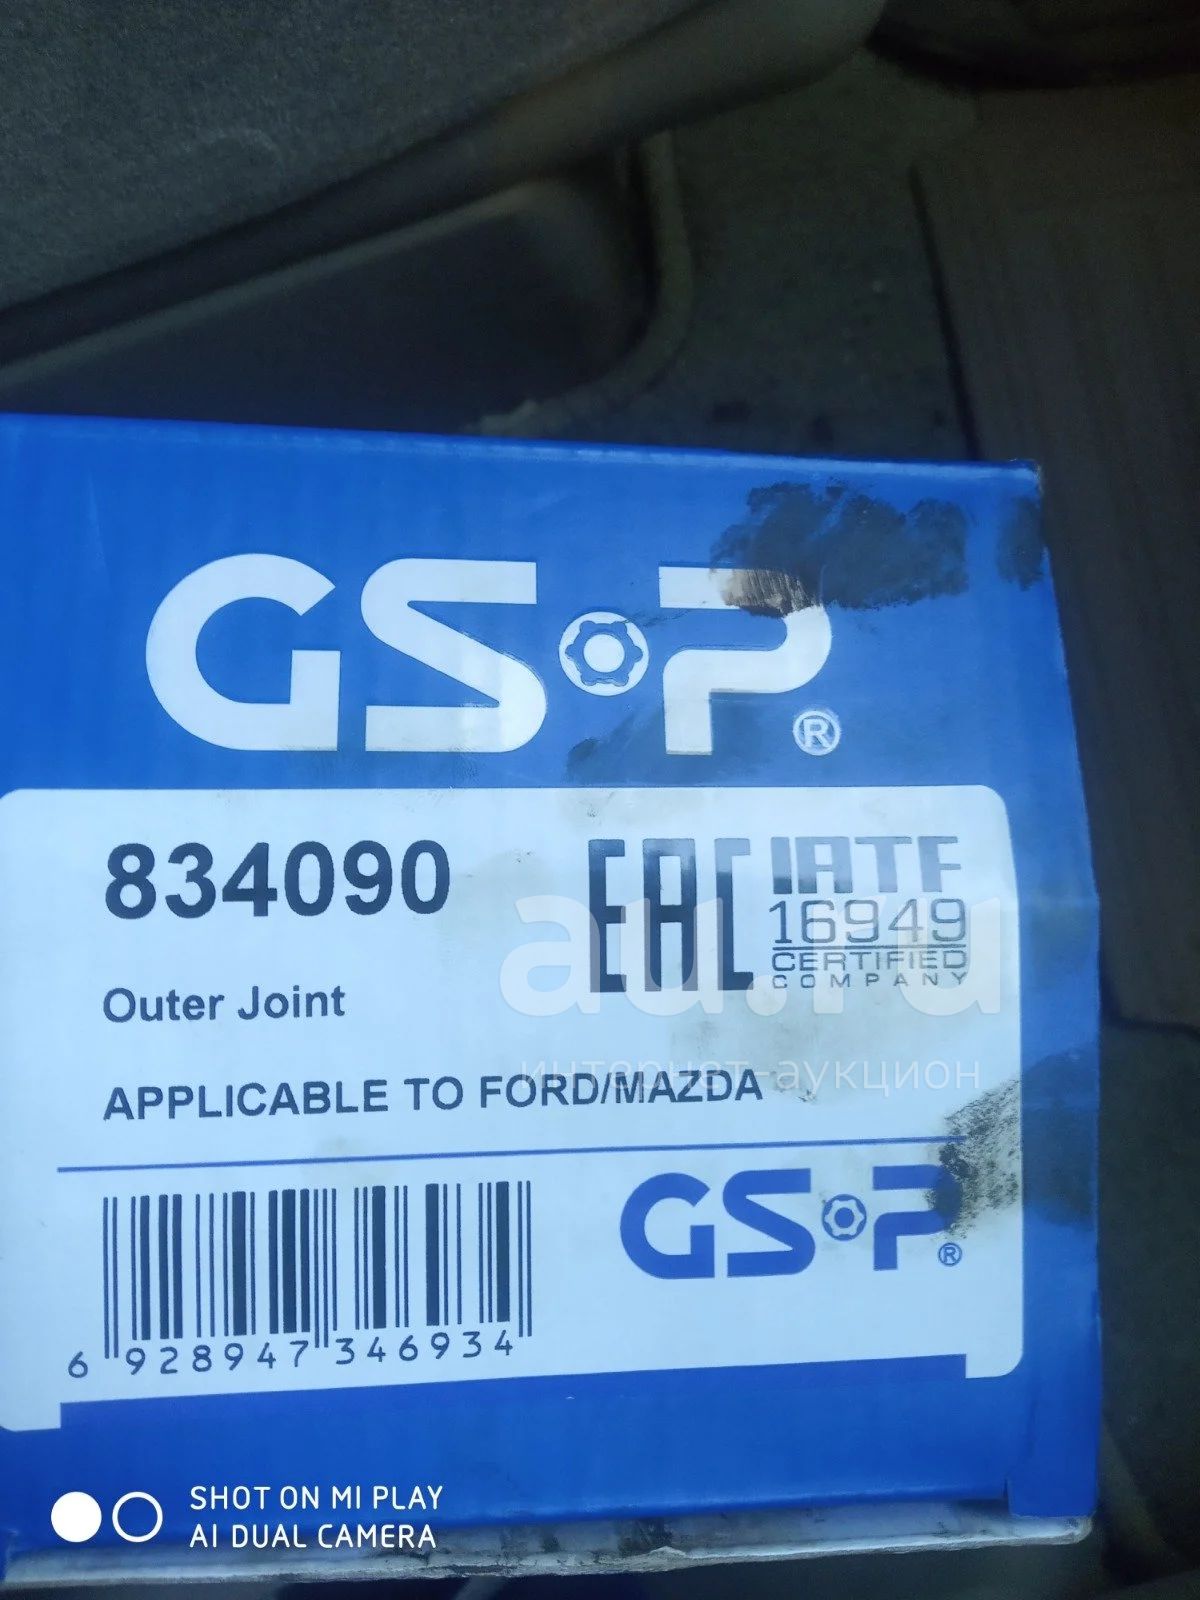 GSP®
834090
EAC
IATF
16949
CERTIFIED
COMPANY
au.ru
интернет-аукцион
Outer Joint
APPLICABLE TO FORD/MAZDA
GSP®
6 928947 346934
SHOT ON MI PLAY
AI DUAL CAMERA